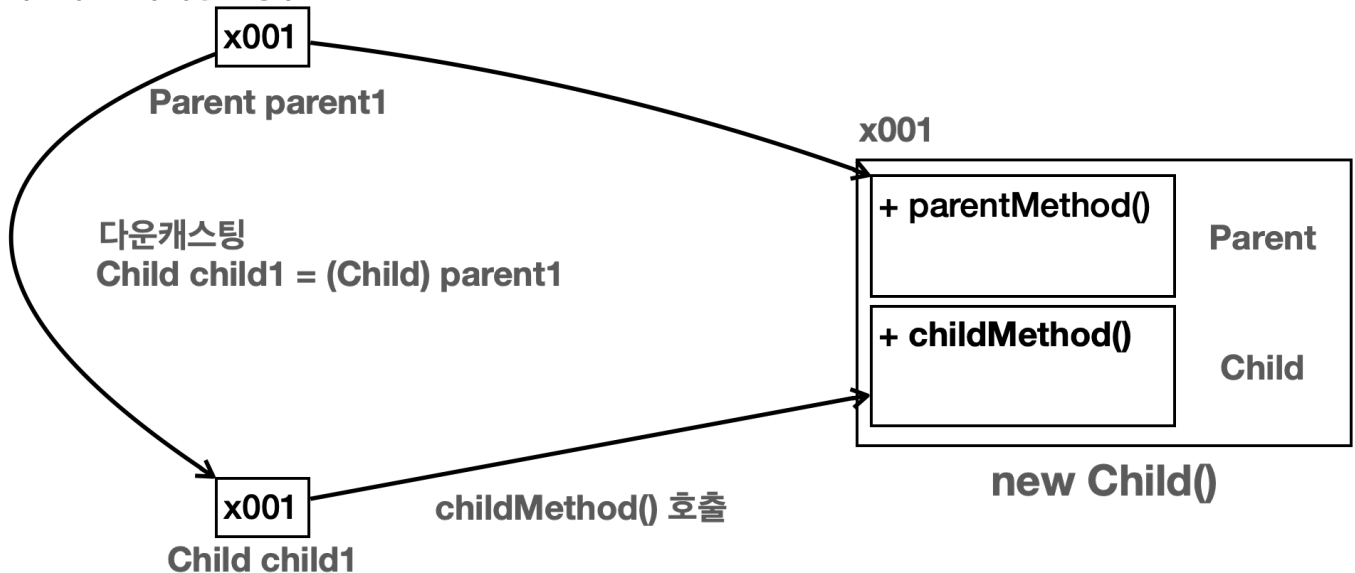 x001
Parent parent1
x001
+ parentMethod()
Parent
다운캐스팅
Child child1 = (Child) parent1
+ childMethod()
Child
new Child()
x001
childMethod() 호출
Child child1